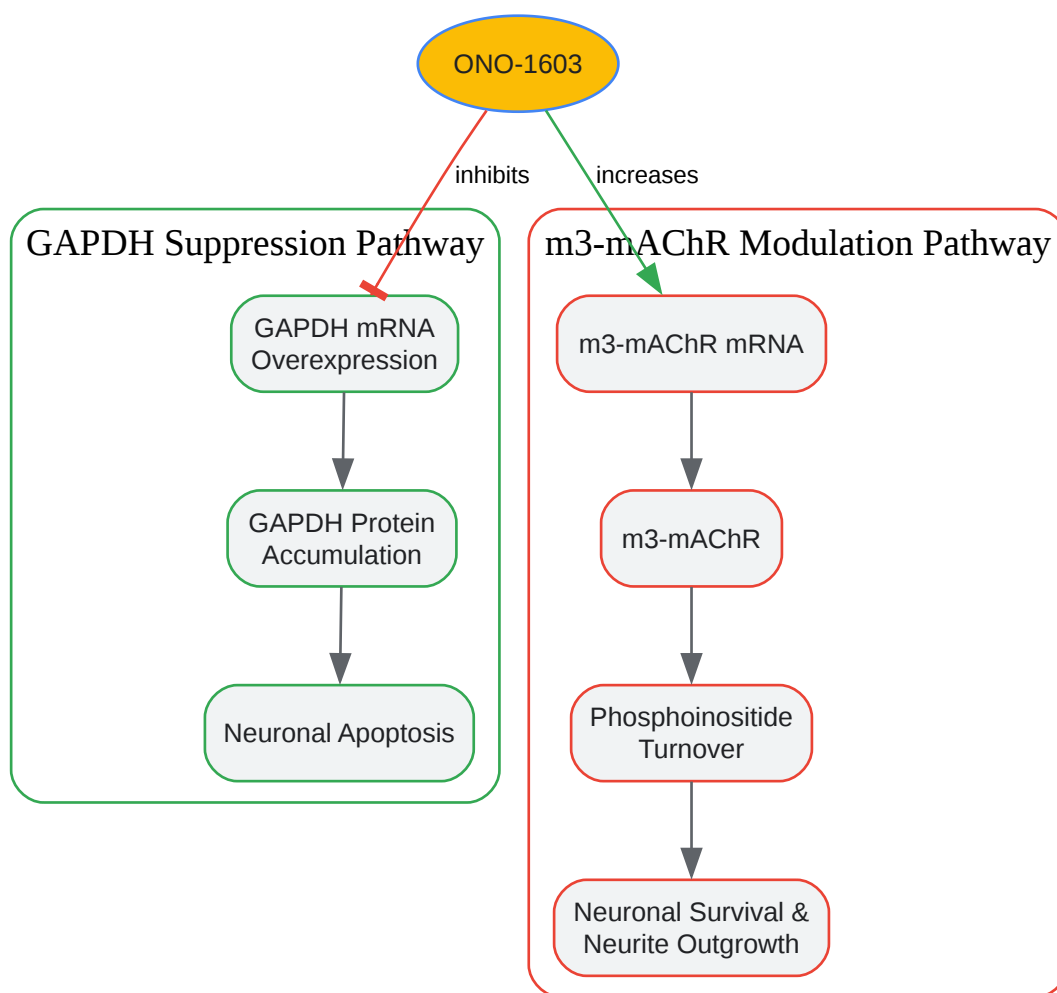 ONO-1603
inhibits
increases
GAPDH Suppression Pathway
GAPDH mRNA
Overexpression
GAPDH Protein
Accumulation
Neuronal Apoptosis
m3-mAChR Modulation Pathway
m3-mAChR mRNA
m3-mAChR
Phosphoinositide
Turnover
Neuronal Survival &
Neurite Outgrowth